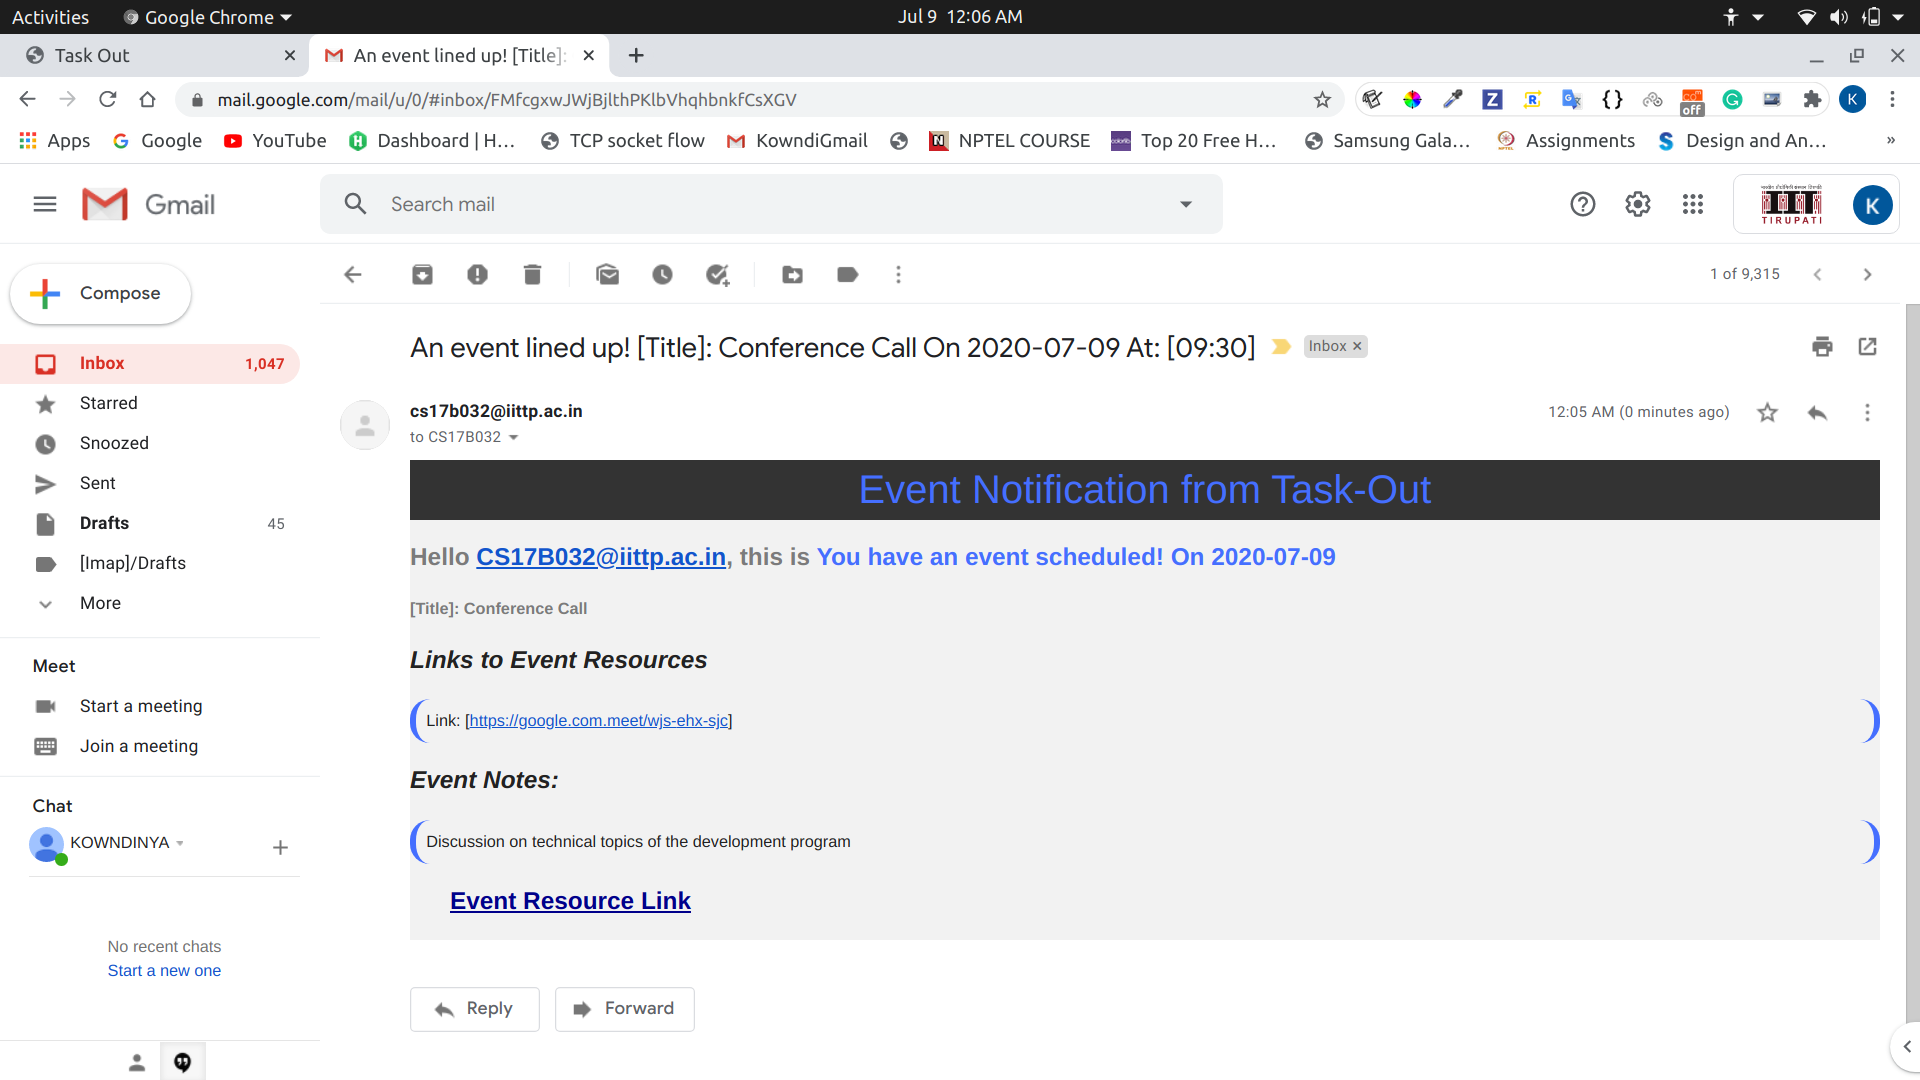 Activities Google Chrome Jul 9 12:06 AM
Task Out An event lined up! [Title]:
mail.google.com/mail/u/0/#inbox/FMfcgxwJWjBjlthPKlbVhqhbnkfCsXGV off K
Apps Google YouTube Dashboard | H... TCP socket flow KowndiGmail NPTEL COURSE Top 20 Free H... Samsung Gala... Assignments Design and An... »
Gmail Search mail TIRUPATI K
Compose 1 of 9,315
An event lined up! [Title]: Conference Call On 2020-07-09 At: [09:30] Inbox ×
Inbox 1,047
Starred
Snoozed
Sent
Drafts 45
[Imap]/Drafts
More
cs17b032@iittp.ac.in 12:05 AM (0 minutes ago)
to CS17B032
Event Notification from Task-Out
Hello CS17B032@iittp.ac.in, this is You have an event scheduled! On 2020-07-09
[Title]: Conference Call
Links to Event Resources
Link: [https://google.com.meet/wjs-ehx-sjc]
Event Notes:
Discussion on technical topics of the development program
Event Resource Link
Meet
Start a meeting
Join a meeting
Chat
KOWNDINYA
No recent chats
Start a new one
Reply Forward